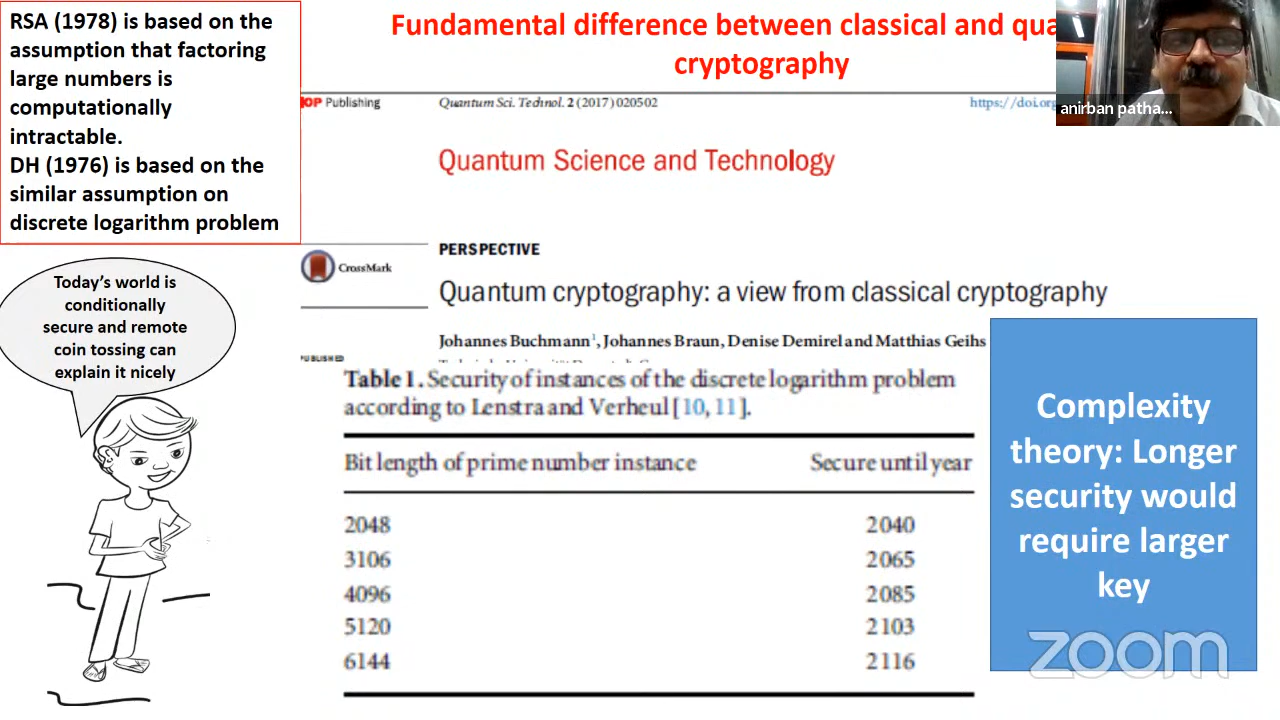 RSA (1978) is based on the
assumption that factoring
large numbers is
computationally
intractable.
DH (1976) is based on the
similar assumption on
discrete logarithm problem
Fundamental difference between classical and qua
cryptography
anirban patha...
IOP Publishing
Quantum Sci. Technol. 2 (2017) 020502
https://doi.org
Quantum Science and Technology
PERSPECTIVE
CrossMark
Quantum cryptography: a view from classical cryptography
Johannes Buchmann¹, Johannes Braun, Denise Demirel and Matthias Geihs
PUBLISHED
Today's world is
conditionally
secure and remote
coin tossing can
explain it nicely
Table 1. Security of instances of the discrete logarithm problem
according to Lenstra and Verheul [10, 11].
Bit length of prime number instance Secure until year
2048 2040
3106 2065
4096 2085
5120 2103
6144 2116
Complexity
theory: Longer
security would
require larger
key
zoom